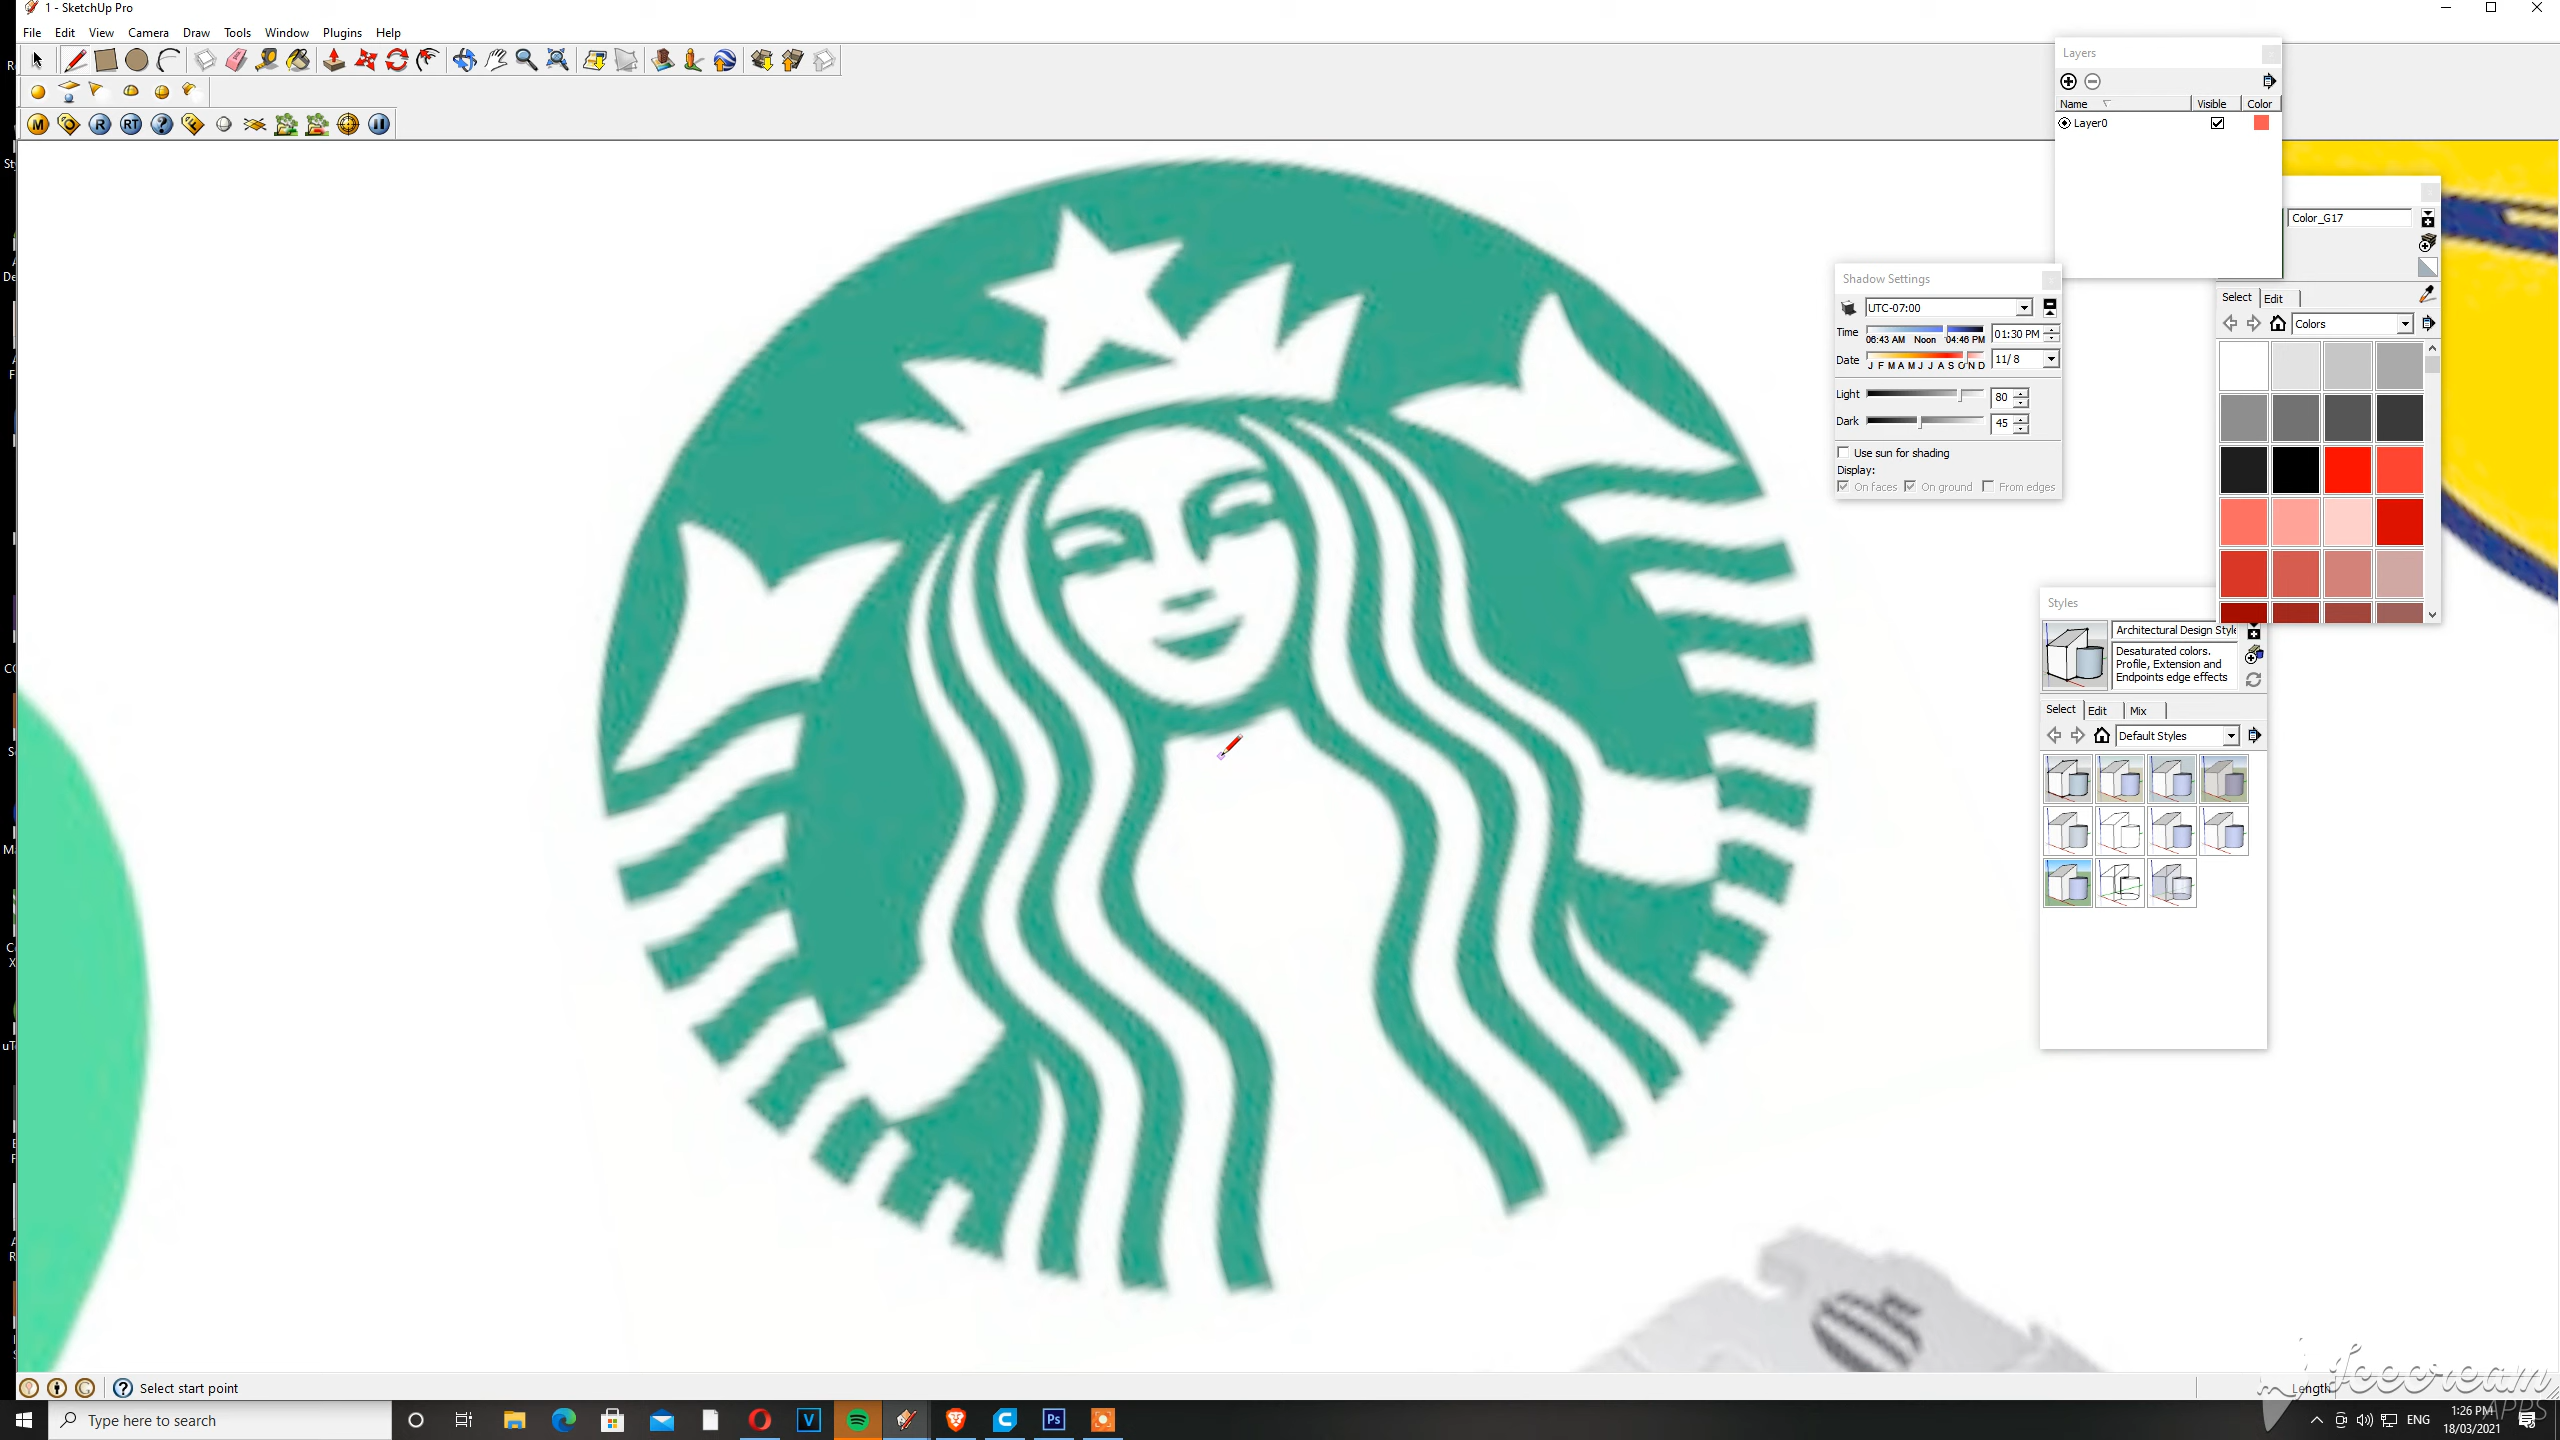 1 - SketchUp Pro
File Edit View Camera Draw Tools Window Plugins Help
M O R RT ? F
Layers
Name Visible Color
Layer0
Color_G17
Select Edit
Colors
Shadow Settings
UTC-07:00
Time 06:43 AM Noon 04:46 PM 01:30 PM
Date J F M A M J J A S O N D 11/ 8
Light 80
Dark 45
Use sun for shading
Display:
On faces On ground From edges
Styles
Architectural Design Style
Desaturated colors.
Profile, Extension and
Endpoints edge effects
Select Edit Mix
Default Styles
Select start point
Length
Icecream
APPS
Type here to search
V
Ps
ENG
1:26 PM
18/03/2021